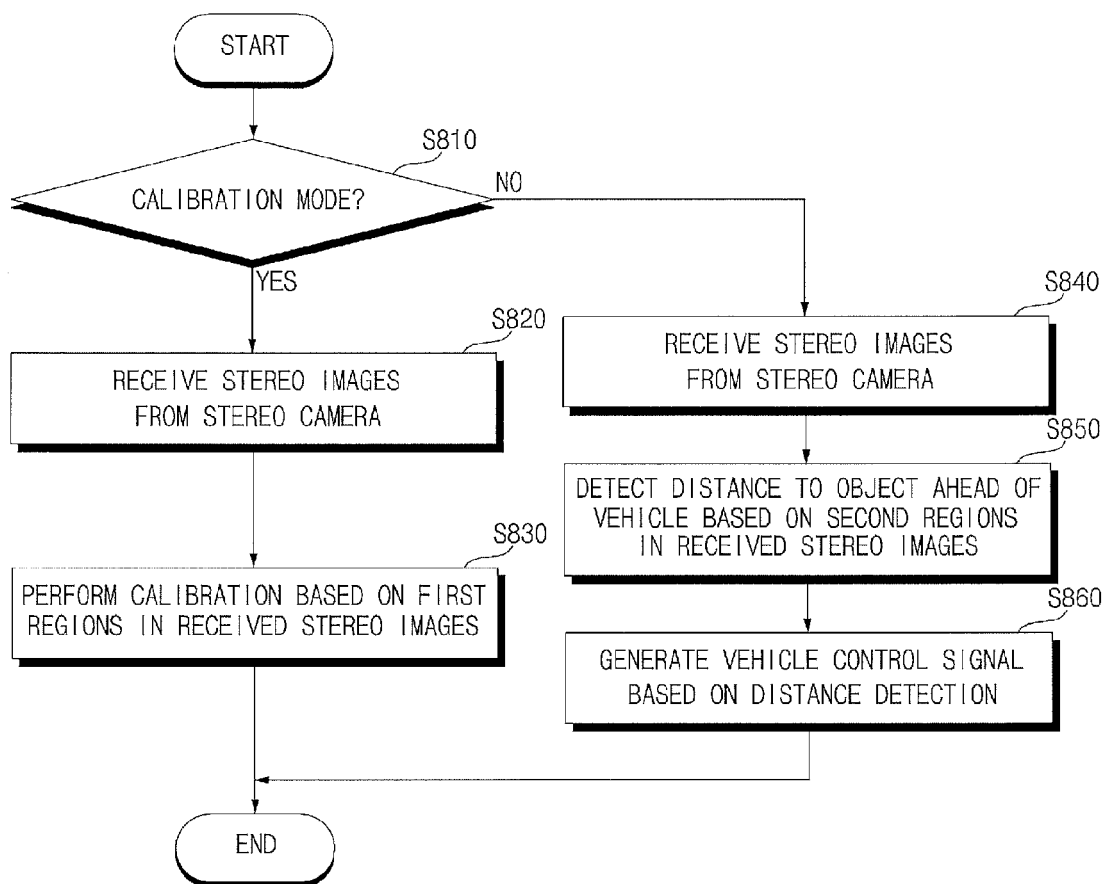 START
S810
CALIBRATION MODE?
NO
YES
S820
RECEIVE STEREO IMAGES
FROM STEREO CAMERA
S830
PERFORM CALIBRATION BASED ON FIRST
REGIONS IN RECEIVED STEREO IMAGES
S840
RECEIVE STEREO IMAGES
FROM STEREO CAMERA
S850
DETECT DISTANCE TO OBJECT AHEAD OF
VEHICLE BASED ON SECOND REGIONS
IN RECEIVED STEREO IMAGES
S860
GENERATE VEHICLE CONTROL SIGNAL
BASED ON DISTANCE DETECTION
END